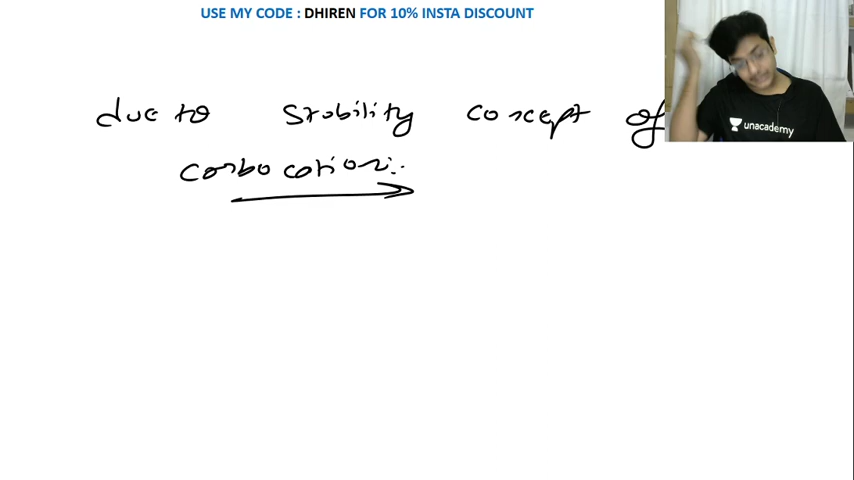 USE MY CODE : DHIREN FOR 10% INSTA DISCOUNT
due to stability concept of
carbocation:
unacademy